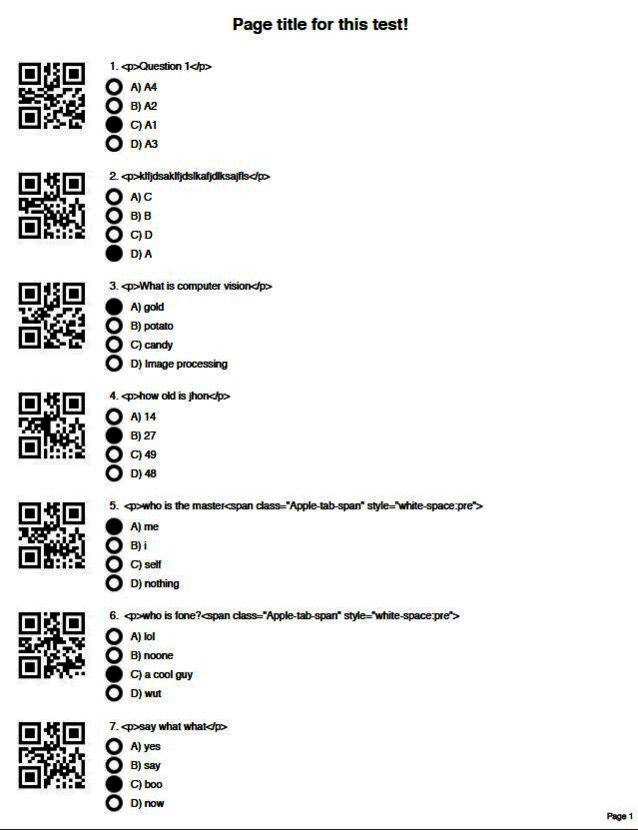 Page title for this test!
1. <p>Question 1</p>
A) A4
B) A2
C) A1
D) A3
2. <p>klfjdsaklfjdslkafjdlksajfls</p>
A) C
B) B
C) D
D) A
3. <p>What is computer vision</p>
A) gold
B) potato
C) candy
D) Image processing
4. <p>how old is jhon</p>
A) 14
B) 27
C) 49
D) 48
5. <p>who is the master<span class="Apple-tab-span" style="white-space:pre">
A) me
B) i
C) self
D) nothing
6. <p>who is fone?<span class="Apple-tab-span" style="white-space:pre">
A) lol
B) noone
C) a cool guy
D) wut
7. <p>say what what</p>
A) yes
B) say
C) boo
D) now
Page 1